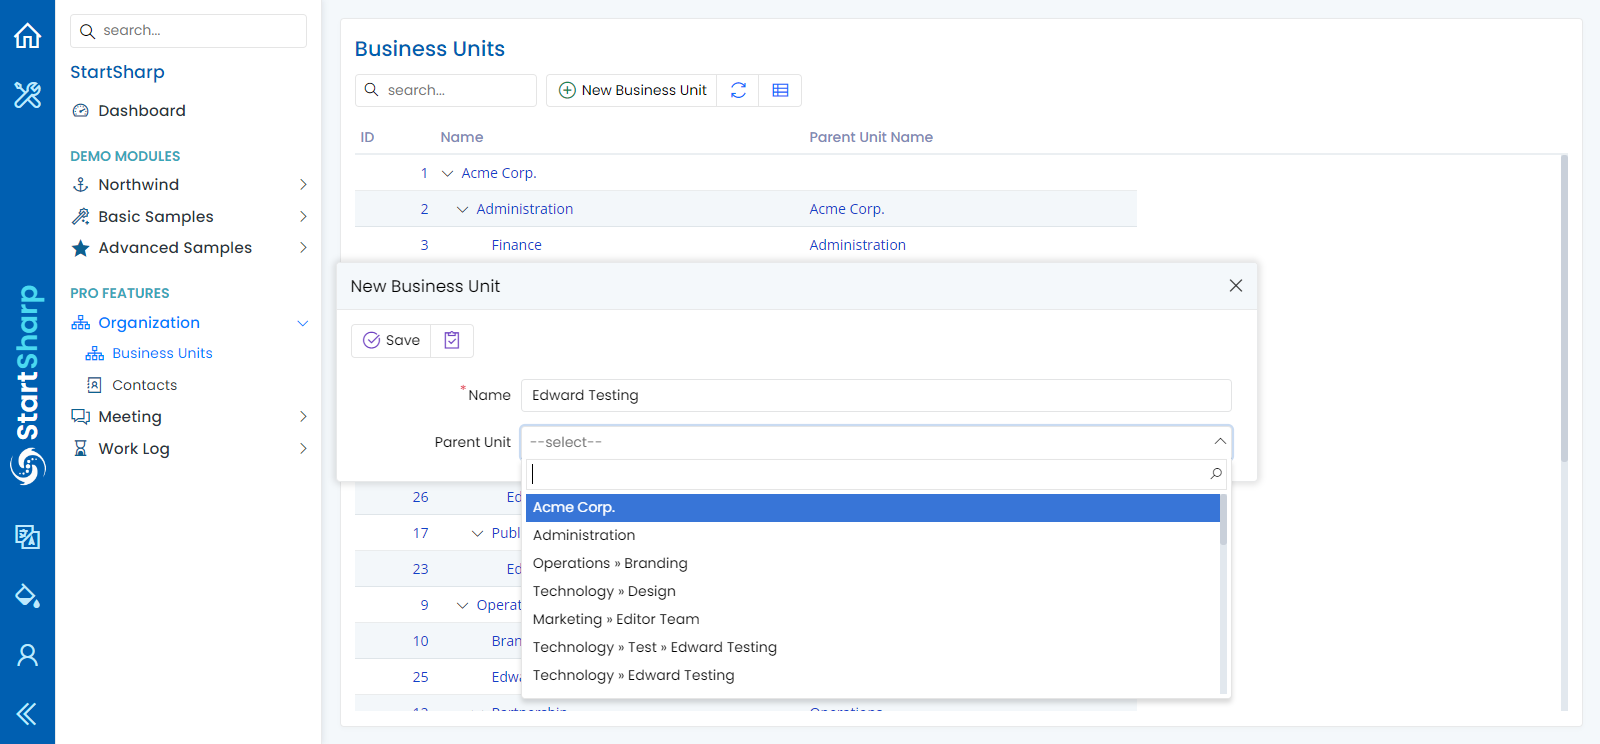 search...
StartSharp
Dashboard
DEMO MODULES
Northwind
Basic Samples
Advanced Samples
PRO FEATURES
Organization
Business Units
Contacts
Meeting
Work Log
StartSharp
Business Units
search...
New Business Unit
ID Name Parent Unit Name
1 Acme Corp.
2 Administration Acme Corp.
3 Finance Administration
New Business Unit
Save
*Name Edward Testing
Parent Unit --select--
Acme Corp.
Administration
Operations » Branding
Technology » Design
Marketing » Editor Team
Technology » Test » Edward Testing
Technology » Edward Testing
26 Ed
17 Publ
23 Ed
9 Operat
10 Bran
25 Edwa
12 Partnership Operations